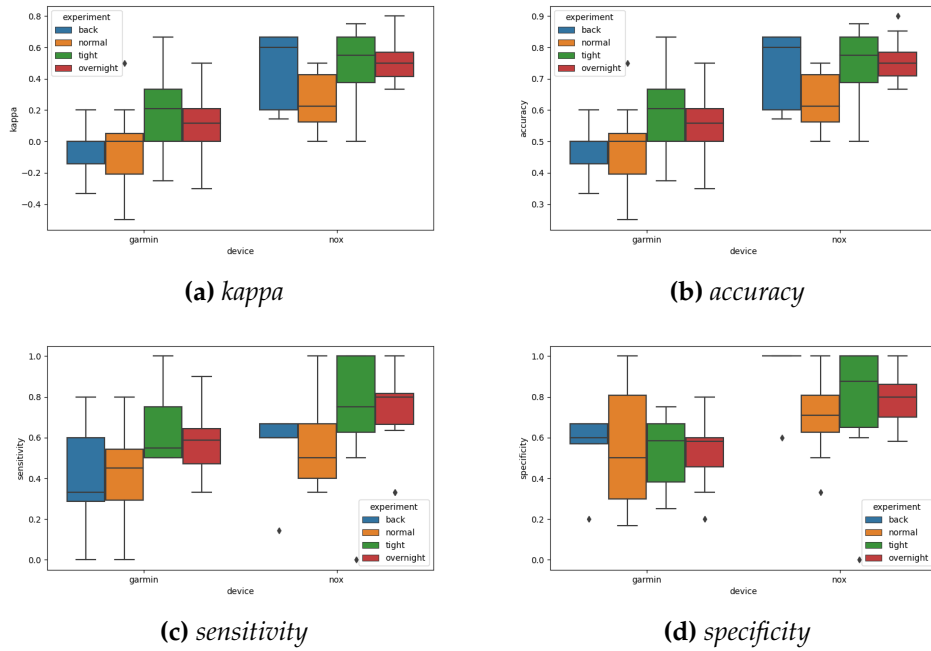 experiment
back
normal
tight
overnight
0.8
0.6
0.4
0.2
0.0
−0.2
−0.4
kappa
garmin
nox
device
(a) kappa
experiment
back
normal
tight
overnight
0.9
0.8
0.7
0.6
0.5
0.4
0.3
accuracy
garmin
nox
device
(b) accuracy
1.0
0.8
0.6
0.4
0.2
0.0
sensitivity
experiment
back
normal
tight
overnight
garmin
nox
device
(c) sensitivity
1.0
0.8
0.6
0.4
0.2
0.0
specificity
experiment
back
normal
tight
overnight
garmin
nox
device
(d) specificity